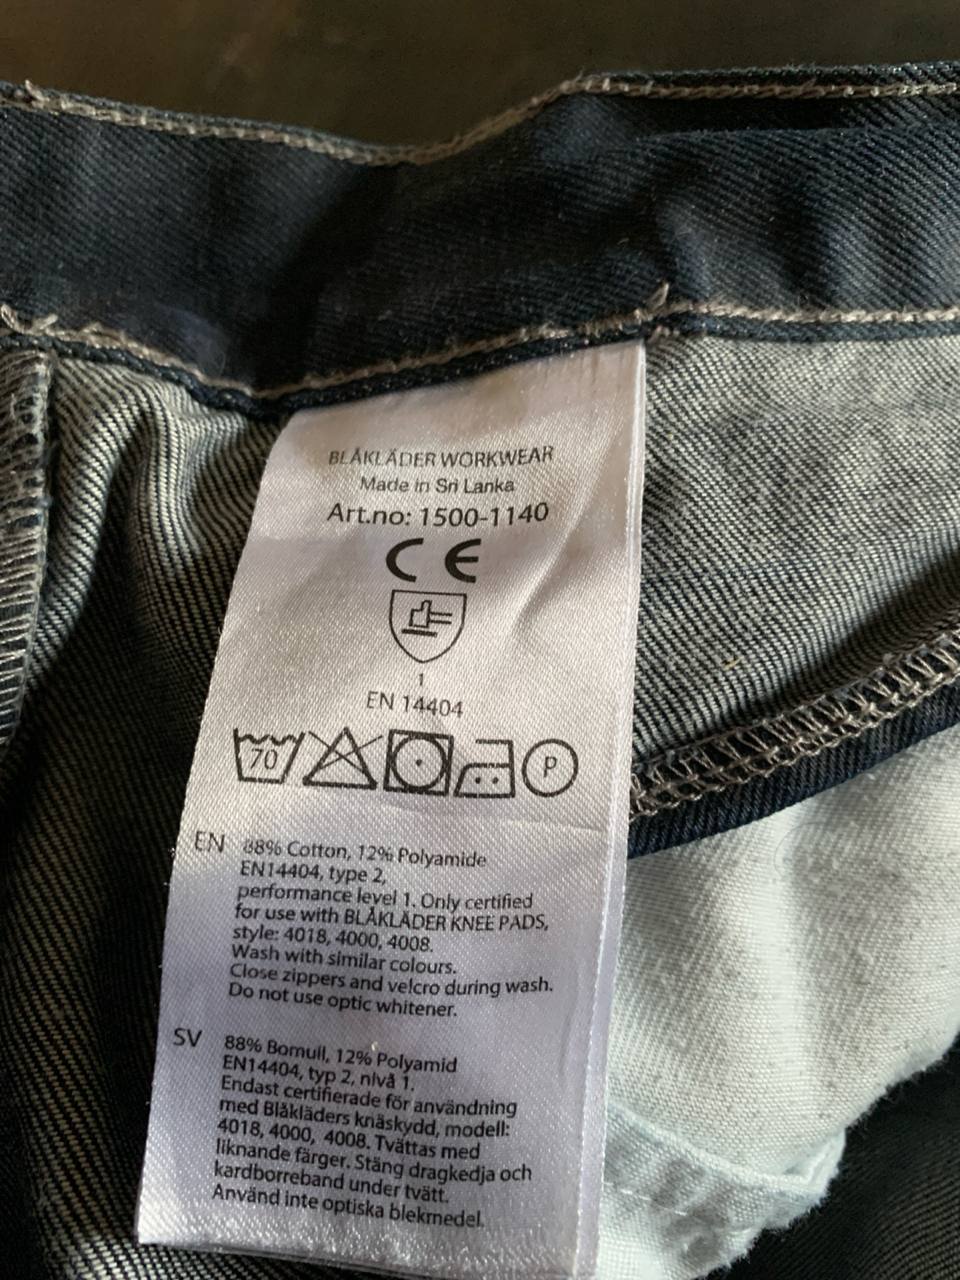 BLÅKLÄDER WORKWEAR
Made in Sri Lanka
Art.no: 1500-1140
CE
1
EN 14404
70 P
EN 88% Cotton, 12% Polyamide
EN14404, type 2,
performance level 1. Only certified
for use with BLÅKLÄDER KNEE PADS,
style: 4018, 4000, 4008.
Wash with similar colours.
Close zippers and velcro during wash.
Do not use optic whitener.
SV 88% Bomull, 12% Polyamid
EN14404, typ 2, nivå 1.
Endast certifierade för användning
med Blåkläders knäskydd, modell:
4018, 4000, 4008. Tvättas med
liknande färger. Stäng dragkedja och
kardborreband under tvätt.
Använd inte optiska blekmedel.